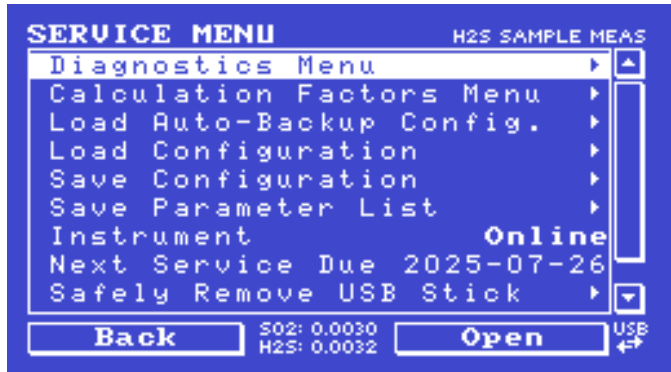 SERVICE MENU H2S SAMPLE MEAS
Diagnostics Menu
Calculation Factors Menu
Load Auto-Backup Config.
Load Configuration
Save Configuration
Save Parameter List
Instrument Online
Next Service Due 2025-07-26
Safely Remove USB Stick
Back SO2: 0.0030 Open USB
H2S: 0.0032